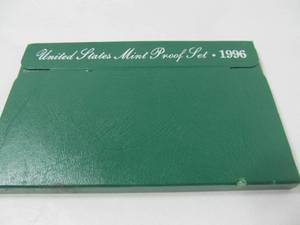 United States Mint Proof Set • 1996